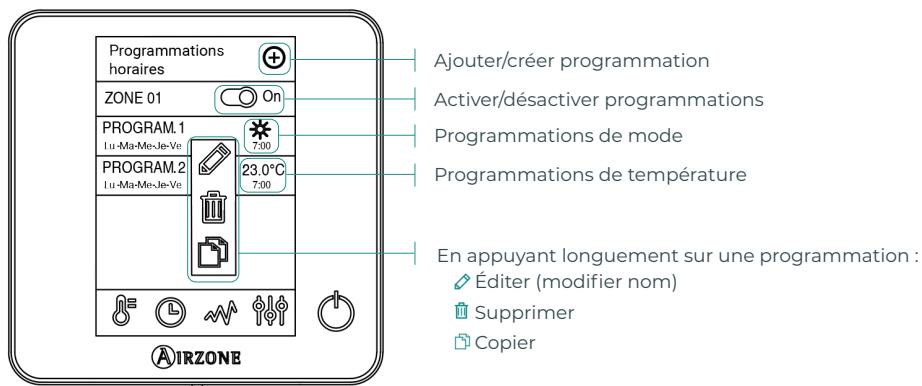 Programmations
horaires
ZONE 01 On
PROGRAM. 1
Lu-Ma-Me-Je-Ve
7:00
PROGRAM. 2
Lu-Ma-Me-Je-Ve
23.0°C
7:00
AIRZONE
Ajouter/créer programmation
Activer/désactiver programmations
Programmations de mode
Programmations de température
En appuyant longuement sur une programmation :
Éditer (modifier nom)
Supprimer
Copier